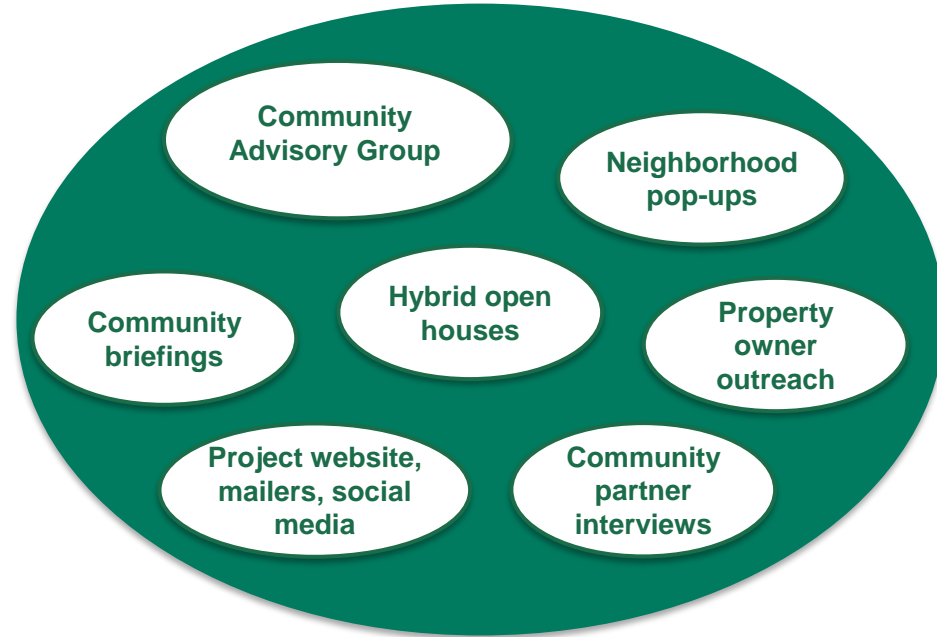 Community
Advisory Group
Neighborhood
pop-ups
Community
briefings
Hybrid open
houses
Property
owner
outreach
Project website,
mailers, social
media
Community
partner
interviews